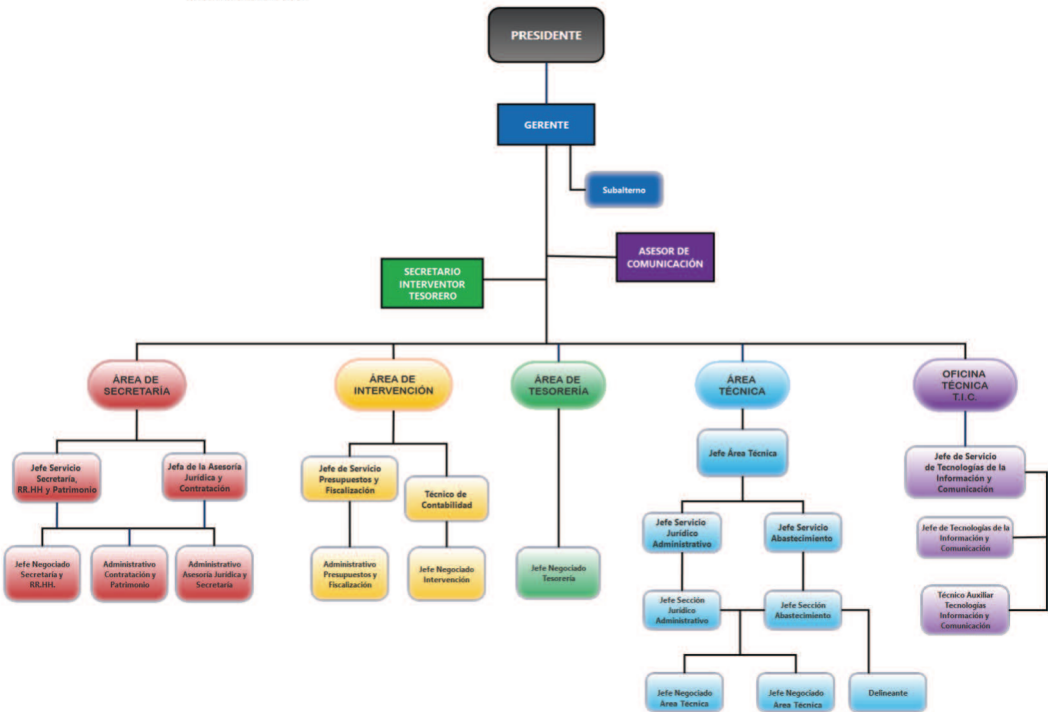 PRESIDENTE
GERENTE
Subalterno
ASESOR DE
COMUNICACIÓN
SECRETARIO
INTERVENTOR
TESORERO
ÁREA DE
SECRETARÍA
ÁREA DE
INTERVENCIÓN
ÁREA DE
TESORERÍA
ÁREA
TÉCNICA
OFICINA
TÉCNICA
T.I.C.
Jefe Servicio
Secretaría,
RR.HH y Patrimonio
Jefa de la Asesoría
Jurídica y
Contratación
Jefe Negociado
Secretaría y
RR.HH.
Administrativo
Contratación y
Patrimonio
Administrativo
Asesoría Jurídica y
Secretaría
Jefe de Servicio
Presupuestos y
Fiscalización
Técnico de
Contabilidad
Administrativo
Presupuestos y
Fiscalización
Jefe Negociado
Intervención
Jefe Negociado
Tesorería
Jefe Área Técnica
Jefe Servicio
Jurídico
Administrativo
Jefe Servicio
Abastecimiento
Jefe Sección
Jurídico
Administrativo
Jefe Sección
Abastecimiento
Jefe Negociado
Area Técnica
Jefe Negociado
Area Técnica
Delineante
Jefe de Servicio
de Tecnologías de la
Información y
Comunicación
Jefe de Tecnologías de la
Información y
Comunicación
Técnico Auxiliar
Tecnologías
Información y
Comunicación